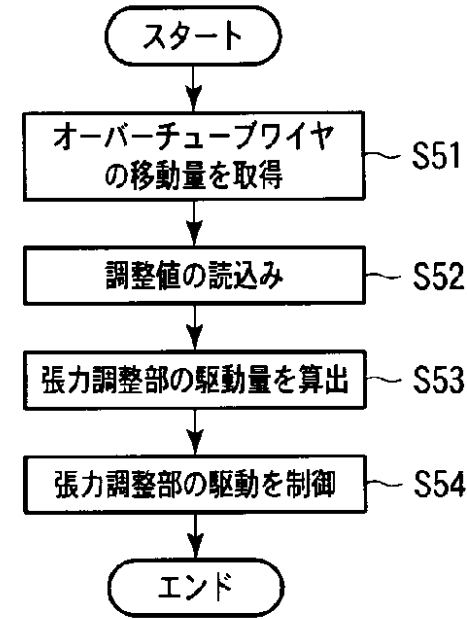 スタート
オーバーチューブワイヤ
の移動量を取得
S51
調整値の読込み
S52
張力調整部の駆動量を算出
S53
張力調整部の駆動を制御
S54
エンド